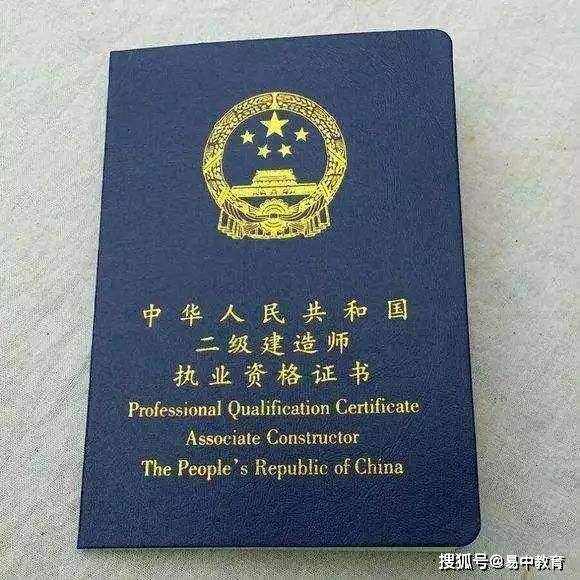 中华人民共和国
二级建造师
执业资格证书
Professional Qualification Certificate
Associate Constructor
The People's Republic of China
搜狐号@易中教育